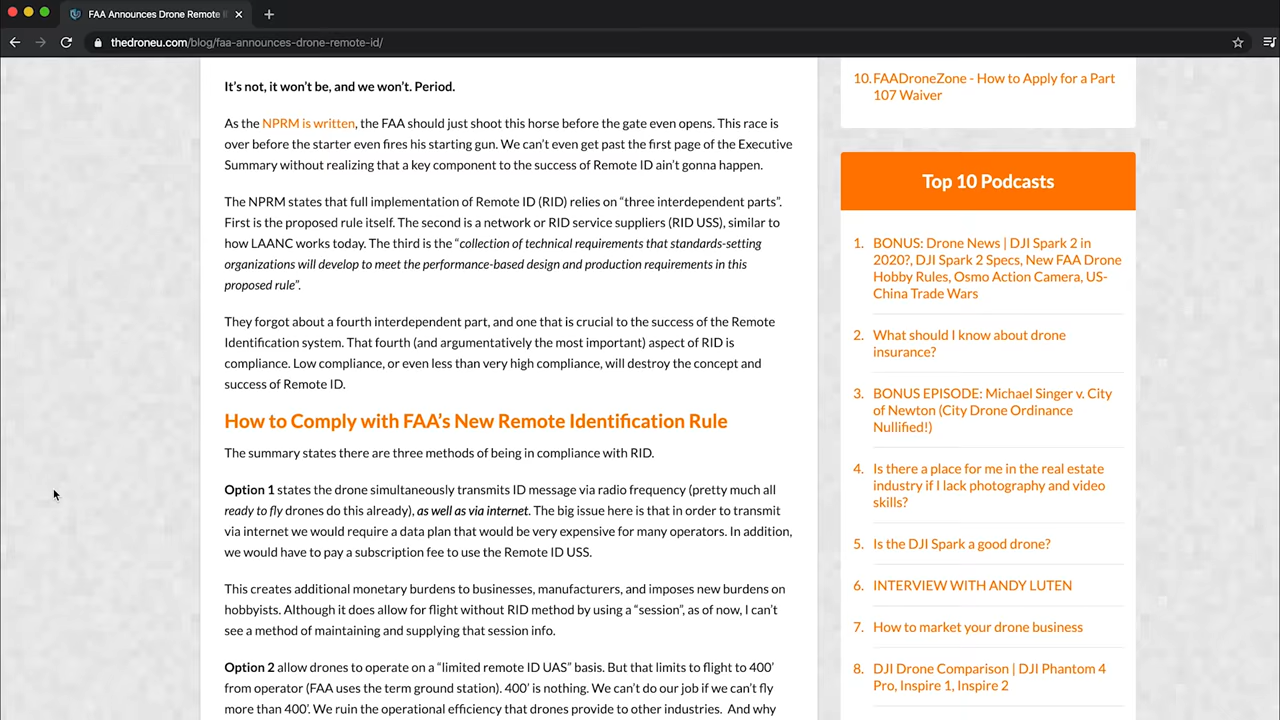 FAA Announces Drone Remote I
thedroneu.com/blog/faa-announces-drone-remote-id/
It's not, it won't be, and we won't. Period.
As the NPRM is written, the FAA should just shoot this horse before the gate even opens. This race is
over before the starter even fires his starting gun. We can't even get past the first page of the Executive
Summary without realizing that a key component to the success of Remote ID ain't gonna happen.
The NPRM states that full implementation of Remote ID (RID) relies on “three interdependent parts”.
First is the proposed rule itself. The second is a network or RID service suppliers (RID USS), similar to
how LAANC works today. The third is the “collection of technical requirements that standards-setting
organizations will develop to meet the performance-based design and production requirements in this
proposed rule”.
They forgot about a fourth interdependent part, and one that is crucial to the success of the Remote
Identification system. That fourth (and argumentatively the most important) aspect of RID is
compliance. Low compliance, or even less than very high compliance, will destroy the concept and
success of Remote ID.
How to Comply with FAA's New Remote Identification Rule
The summary states there are three methods of being in compliance with RID.
Option 1 states the drone simultaneously transmits ID message via radio frequency (pretty much all
ready to fly drones do this already), as well as via internet. The big issue here is that in order to transmit
via internet we would require a data plan that would be very expensive for many operators. In addition,
we would have to pay a subscription fee to use the Remote ID USS.
This creates additional monetary burdens to businesses, manufacturers, and imposes new burdens on
hobbyists. Although it does allow for flight without RID method by using a “session”, as of now, I can't
see a method of maintaining and supplying that session info.
Option 2 allow drones to operate on a “limited remote ID UAS” basis. But that limits to flight to 400'
from operator (FAA uses the term ground station). 400' is nothing. We can't do our job if we can't fly
more than 400'. We ruin the operational efficiency that drones provide to other industries. And why
10. FAADroneZone - How to Apply for a Part
107 Waiver
Top 10 Podcasts
1. BONUS: Drone News | DJI Spark 2 in
2020?, DJI Spark 2 Specs, New FAA Drone
Hobby Rules, Osmo Action Camera, US-
China Trade Wars
2. What should I know about drone
insurance?
3. BONUS EPISODE: Michael Singer v. City
of Newton (City Drone Ordinance
Nullified!)
4. Is there a place for me in the real estate
industry if I lack photography and video
skills?
5. Is the DJI Spark a good drone?
6. INTERVIEW WITH ANDY LUTEN
7. How to market your drone business
8. DJI Drone Comparison | DJI Phantom 4
Pro, Inspire 1, Inspire 2